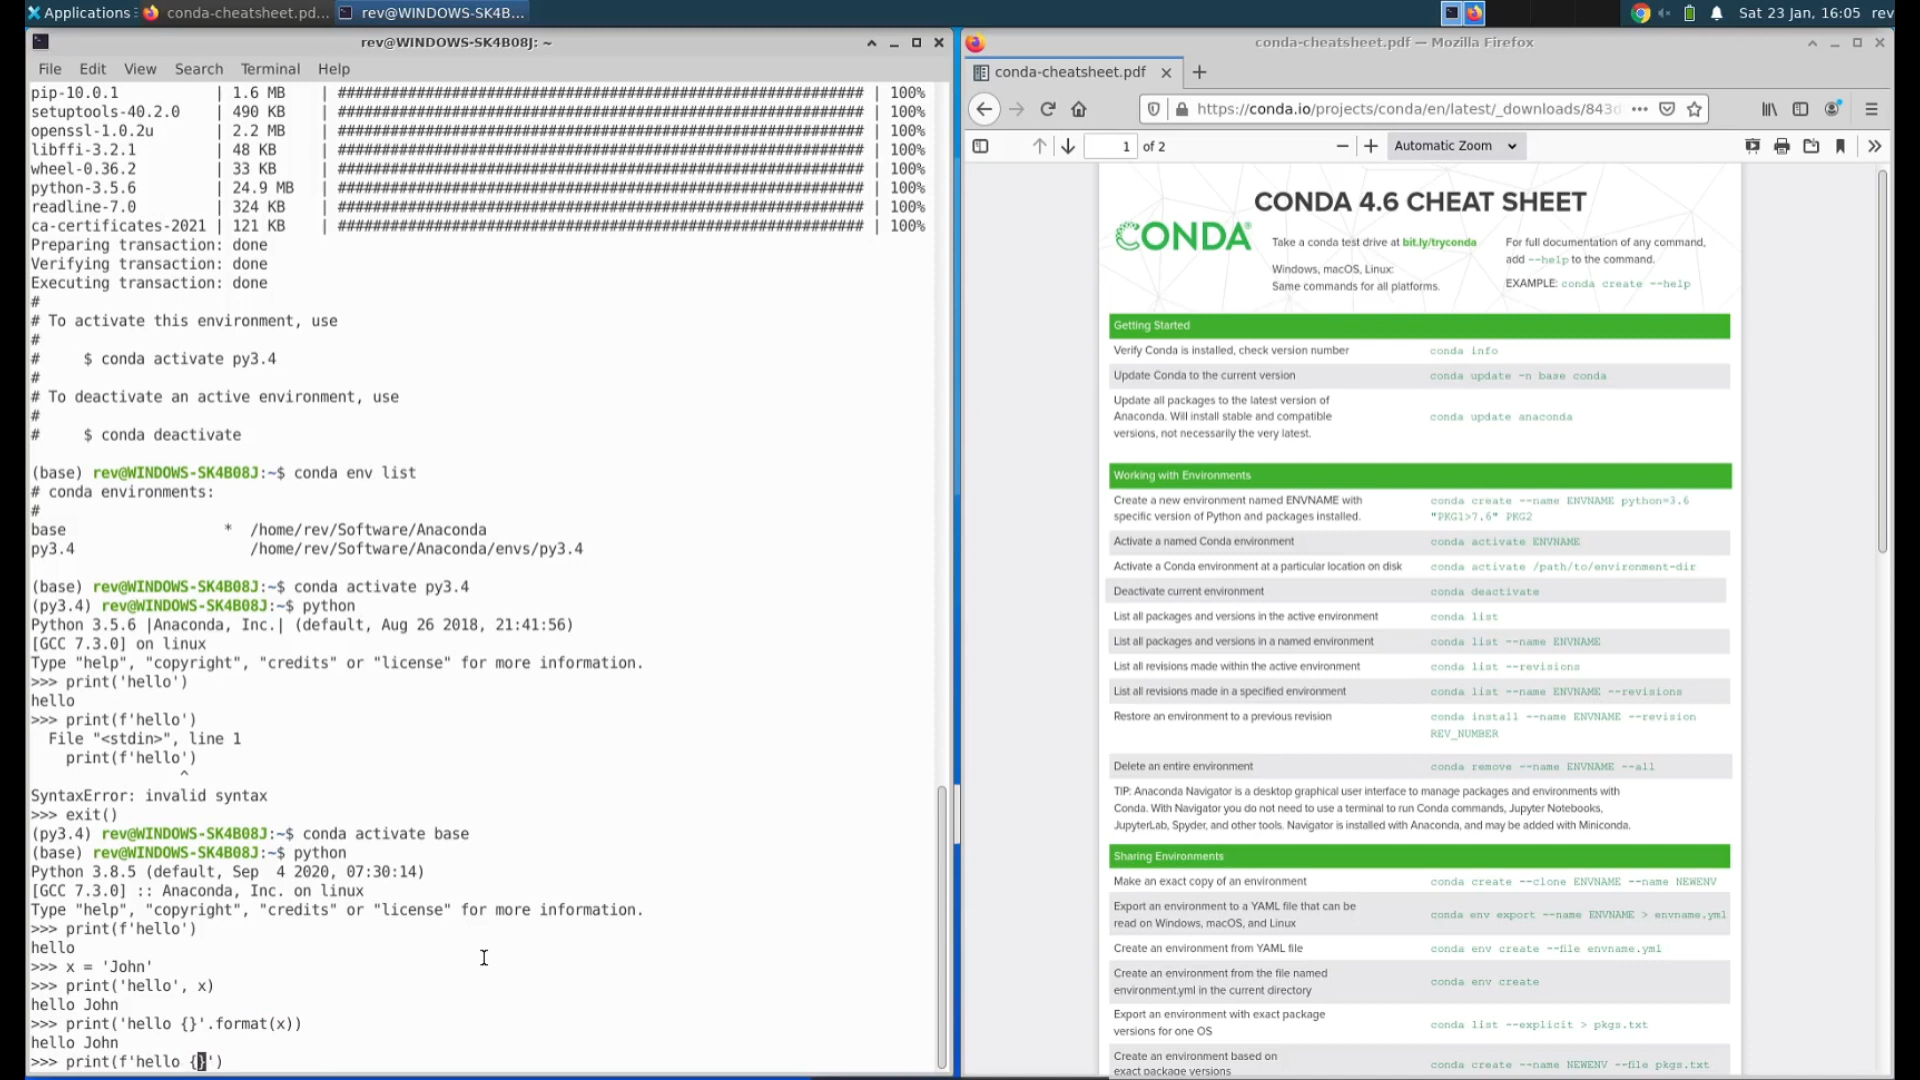 Applications
conda-cheatsheet.pd...
rev@WINDOWS-SK4B...
Sat 23 Jan, 16:05
rev
rev@WINDOWS-SK4B08J: ~
File Edit View Search Terminal Help
pip-10.0.1 | 1.6 MB | ############################################################ | 100%
setuptools-40.2.0 | 490 KB | ############################################################ | 100%
openssl-1.0.2u | 2.2 MB | ############################################################ | 100%
libffi-3.2.1 | 48 KB | ############################################################ | 100%
wheel-0.36.2 | 33 KB | ############################################################ | 100%
python-3.5.6 | 24.9 MB | ############################################################ | 100%
readline-7.0 | 324 KB | ############################################################ | 100%
ca-certificates-2021 | 121 KB | ############################################################ | 100%
Preparing transaction: done
Verifying transaction: done
Executing transaction: done
#
# To activate this environment, use
#
#     $ conda activate py3.4
#
# To deactivate an active environment, use
#
#     $ conda deactivate
(base) rev@WINDOWS-SK4B08J:~$ conda env list
# conda environments:
#
base                  *  /home/rev/Software/Anaconda
py3.4                    /home/rev/Software/Anaconda/envs/py3.4
(base) rev@WINDOWS-SK4B08J:~$ conda activate py3.4
(py3.4) rev@WINDOWS-SK4B08J:~$ python
Python 3.5.6 |Anaconda, Inc.| (default, Aug 26 2018, 21:41:56)
[GCC 7.3.0] on linux
Type "help", "copyright", "credits" or "license" for more information.
>>> print('hello')
hello
>>> print(f'hello')
  File "<stdin>", line 1
    print(f'hello')
                 ^
SyntaxError: invalid syntax
>>> exit()
(py3.4) rev@WINDOWS-SK4B08J:~$ conda activate base
(base) rev@WINDOWS-SK4B08J:~$ python
Python 3.8.5 (default, Sep  4 2020, 07:30:14)
[GCC 7.3.0] :: Anaconda, Inc. on linux
Type "help", "copyright", "credits" or "license" for more information.
>>> print(f'hello')
hello
>>> x = 'John'
>>> print('hello', x)
hello John
>>> print('hello {}'.format(x))
hello John
>>> print(f'hello {}')
conda-cheatsheet.pdf — Mozilla Firefox
conda-cheatsheet.pdf
https://conda.io/projects/conda/en/latest/_downloads/843d
1 of 2
Automatic Zoom
CONDA 4.6 CHEAT SHEET
CONDA
Take a conda test drive at bit.ly/tryconda
Windows, macOS, Linux:
Same commands for all platforms.
For full documentation of any command,
add --help to the command.
EXAMPLE: conda create --help
Getting Started
Verify Conda is installed, check version number conda info
Update Conda to the current version conda update -n base conda
Update all packages to the latest version of
Anaconda. Will install stable and compatible conda update anaconda
versions, not necessarily the very latest.
Working with Environments
Create a new environment named ENVNAME with conda create --name ENVNAME python=3.6
specific version of Python and packages installed. "PKG1>7.6" PKG2
Activate a named Conda environment conda activate ENVNAME
Activate a Conda environment at a particular location on disk conda activate /path/to/environment-dir
Deactivate current environment conda deactivate
List all packages and versions in the active environment conda list
List all packages and versions in a named environment conda list --name ENVNAME
List all revisions made within the active environment conda list --revisions
List all revisions made in a specified environment conda list --name ENVNAME --revisions
Restore an environment to a previous revision conda install --name ENVNAME --revision
REV_NUMBER
Delete an entire environment conda remove --name ENVNAME --all
TIP: Anaconda Navigator is a desktop graphical user interface to manage packages and environments with
Conda. With Navigator you do not need to use a terminal to run Conda commands, Jupyter Notebooks,
JupyterLab, Spyder, and other tools. Navigator is installed with Anaconda, and may be added with Miniconda.
Sharing Environments
Make an exact copy of an environment conda create --clone ENVNAME --name NEWENV
Export an environment to a YAML file that can be
read on Windows, macOS, and Linux conda env export --name ENVNAME > envname.yml
Create an environment from YAML file conda env create --file envname.yml
Create an environment from the file named
environment.yml in the current directory conda env create
Export an environment with exact package
versions for one OS conda list --explicit > pkgs.txt
Create an environment based on
exact package versions conda create --name NEWENV --file pkgs.txt